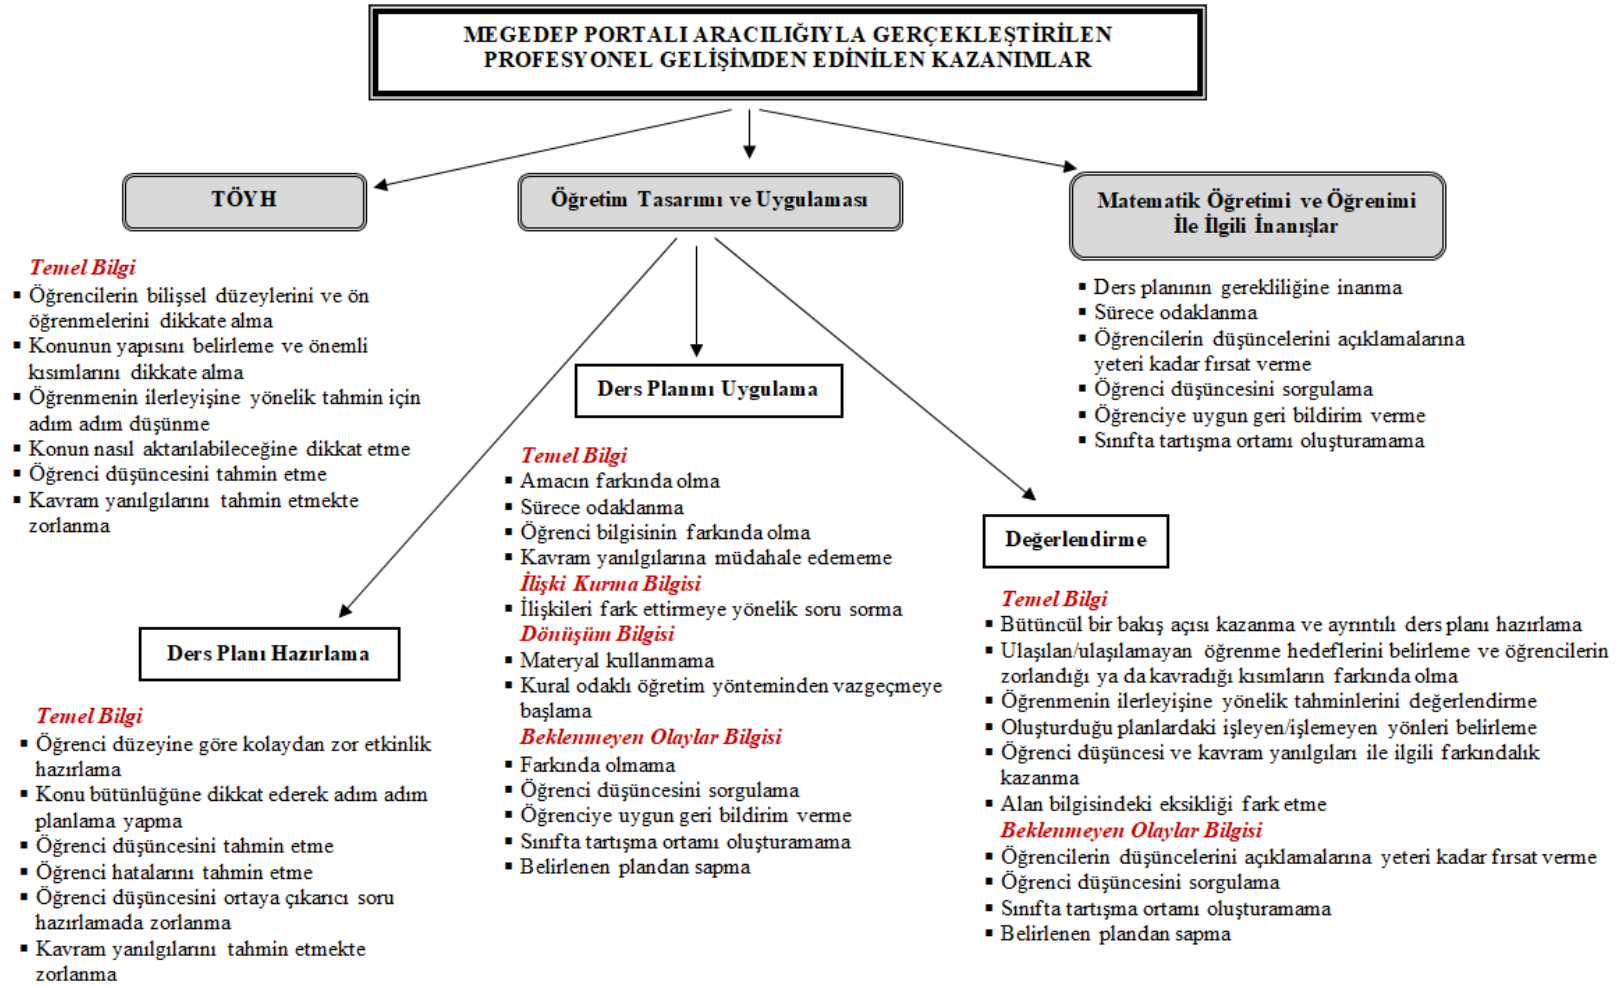 MEGEDEP PORTALI ARACILIĞIYLA GERÇEKLEŞTİRİLEN
PROFESYONEL GELİŞİMDEN EDİNİLEN KAZANIMLAR
TÖYH
Temel Bilgi
▪ Öğrencilerin bilişsel düzeylerini ve ön
öğrenmelerini dikkate alma
▪ Konunun yapısını belirleme ve önemli
kısımlarını dikkate alma
▪ Öğrenmenin ilerleyişine yönelik tahmin için
adım adım düşünme
▪ Konun nasıl aktarılabileceğine dikkat etme
▪ Öğrenci düşüncesini tahmin etme
▪ Kavram yanılgılarını tahmin etmekte
zorlanma
Öğretim Tasarımı ve Uygulaması
Matematik Öğretimi ve Öğrenimi
İle İlgili İnanışlar
▪ Ders planının gerekliliğine inanma
▪ Sürece odaklanma
▪ Öğrencilerin düşüncelerini açıklamalarına
yeteri kadar fırsat verme
▪ Öğrenci düşüncesini sorgulama
▪ Öğrenciye uygun geri bildirim verme
▪ Sınıfta tartışma ortamı oluşturamama
Ders Planı Hazırlama
Temel Bilgi
▪ Öğrenci düzeyine göre kolaydan zor etkinlik
hazırlama
▪ Konu bütünlüğüne dikkat ederek adım adım
planlama yapma
▪ Öğrenci düşüncesini tahmin etme
▪ Öğrenci hatalarını tahmin etme
▪ Öğrenci düşüncesini ortaya çıkarıcı soru
hazırlamada zorlanma
▪ Kavram yanılgılarını tahmin etmekte
zorlanma
Ders Planını Uygulama
Temel Bilgi
▪ Amacın farkında olma
▪ Sürece odaklanma
▪ Öğrenci bilgisinin farkında olma
▪ Kavram yanılgılarına müdahale edememe
İlişki Kurma Bilgisi
▪ İlişkileri fark ettirmeye yönelik soru sorma
Dönüşüm Bilgisi
▪ Materyal kullanmama
▪ Kural odaklı öğretim yönteminden vazgeçmeye
başlama
Beklenmeyen Olaylar Bilgisi
▪ Farkında olmama
▪ Öğrenci düşüncesini sorgulama
▪ Öğrenciye uygun geri bildirim verme
▪ Sınıfta tartışma ortamı oluşturamama
▪ Belirlenen plandan sapma
Değerlendirme
Temel Bilgi
▪ Bütüncül bir bakış açısı kazanma ve ayrıntılı ders planı hazırlama
▪ Ulaşılan/ulaşılamayan öğrenme hedeflerini belirleme ve öğrencilerin
zorlandığı ya da kavradığı kısımların farkında olma
▪ Öğrenmenin ilerleyişine yönelik tahminlerini değerlendirme
▪ Oluşturduğu planlardaki işleyen/işlemeyen yönleri belirleme
▪ Öğrenci düşüncesi ve kavram yanılgıları ile ilgili farkındalık
kazanma
▪ Alan bilgisindeki eksikliği fark etme
Beklenmeyen Olaylar Bilgisi
▪ Öğrencilerin düşüncelerini açıklamalarına yeteri kadar fırsat verme
▪ Öğrenci düşüncesini sorgulama
▪ Sınıfta tartışma ortamı oluşturamama
▪ Belirlenen plandan sapma